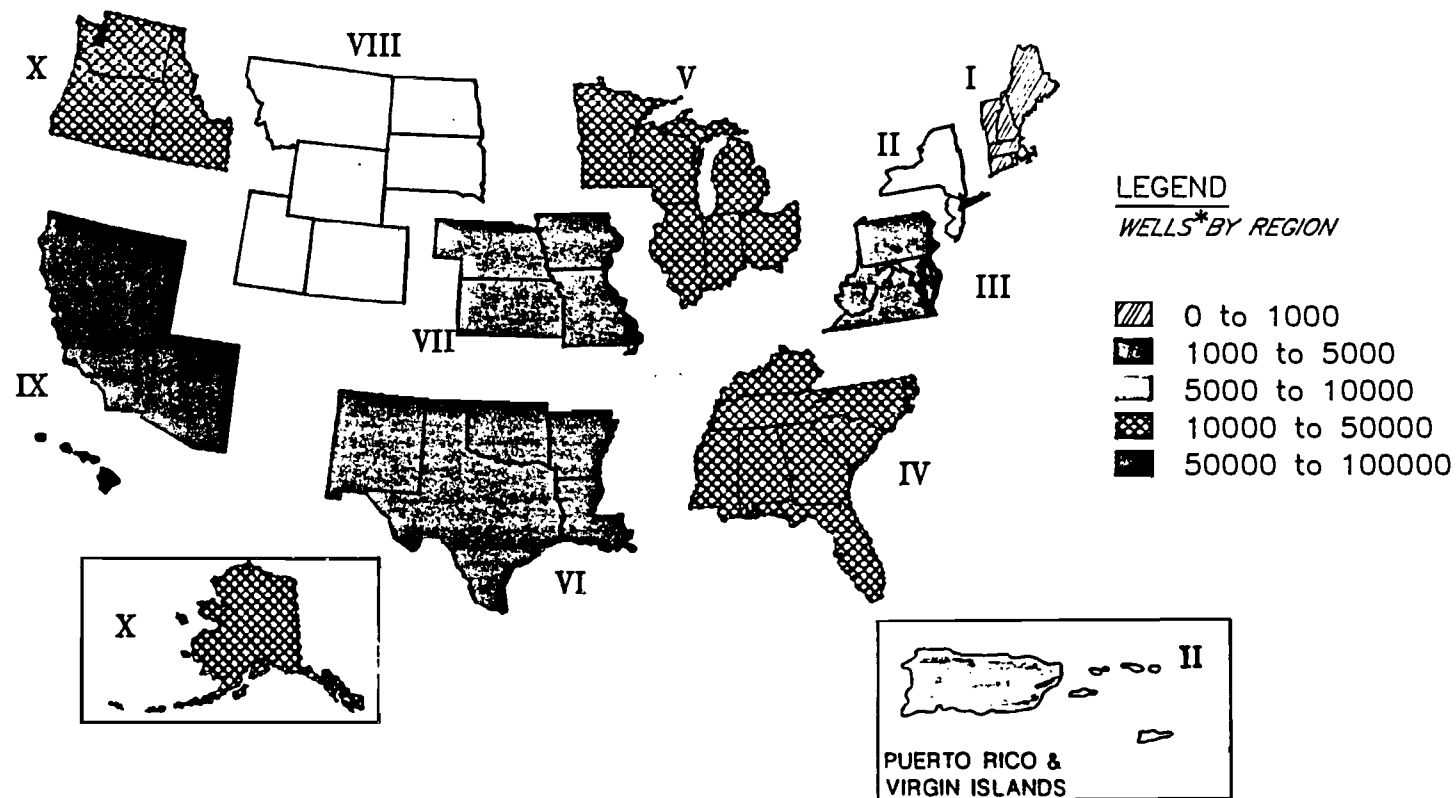 VIII
X
V
I
II
LEGEND
WELLS* BY REGION
III
0 to 1000
VII
1000 to 5000
IX
5000 to 10000
10000 to 50000
IV
50000 to 100000
VI
X
II
PUERTO RICO &
VIRGIN ISLANDS